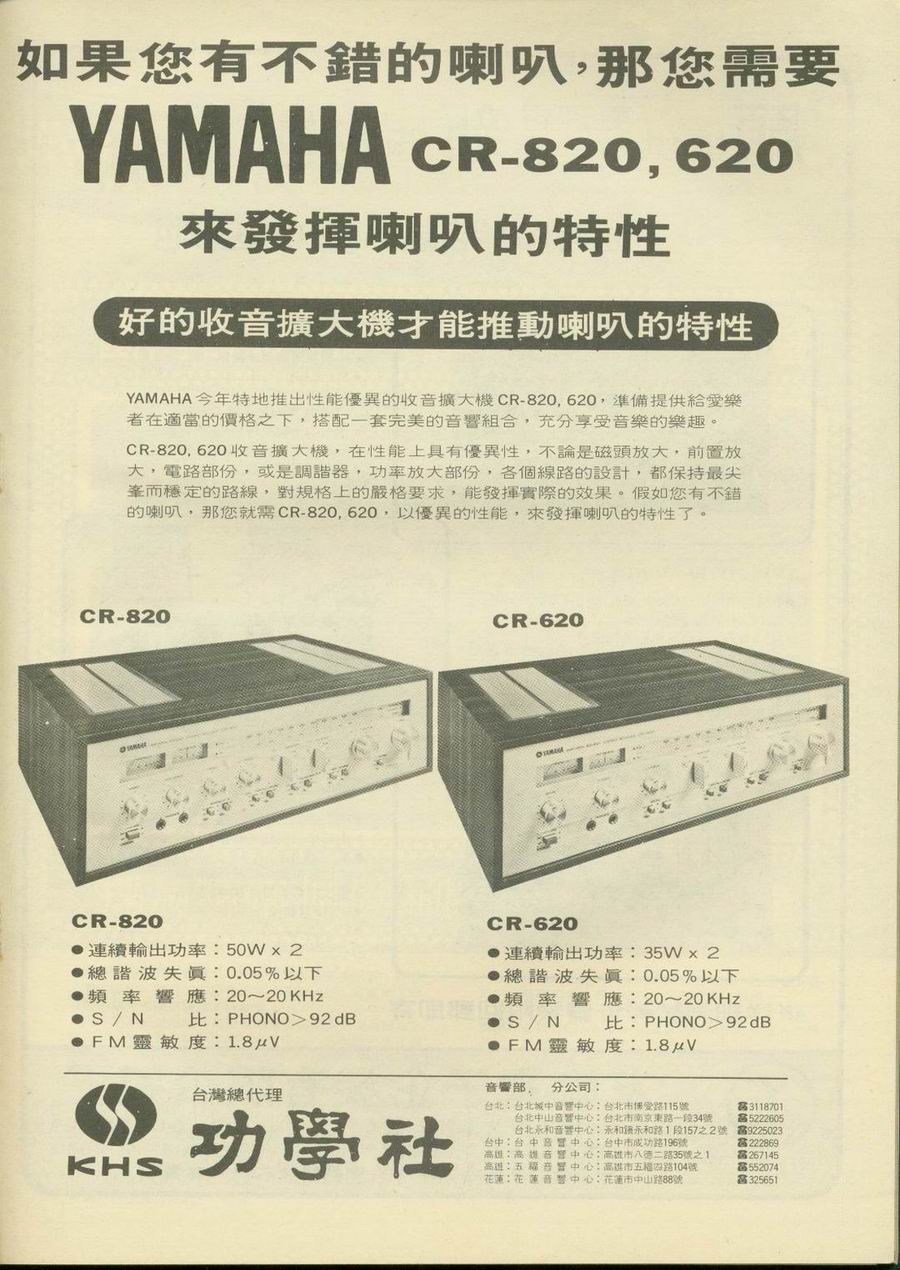 如果您有不錯的喇叭，那您需要
YAMAHA CR-820, 620
來發揮喇叭的特性
好的收音擴大機才能推動喇叭的特性
YAMAHA 今年特地推出性能優異的收音擴大機 CR-820, 620，準備提供給愛樂
者在適當的價格之下，搭配一套完美的音響組合，充分享受音樂的樂趣。
CR-820, 620 收音擴大機，在性能上具有優異性，不論是磁頭放大，前置放
大，電路部份，或是調諧器，功率放大部份，各個線路的設計，都保持最尖
峯而穩定的路線，對規格上的嚴格要求，能發揮實際的效果。假如您有不錯
的喇叭，那您就需 CR-820, 620，以優異的性能，來發揮喇叭的特性了。
CR-820
CR-620
YAMAHA
YAMAHA
CR-820
●連續輸出功率：50W x 2
●總諧波失眞：0.05%以下
●頻率響應：20～20KHz
●S/N比：PHONO>92dB
●FM靈敏度：1.8μV
CR-620
●連續輸出功率：35W x 2
●總諧波失眞：0.05%以下
●頻率響應：20～20KHz
●S/N比：PHONO>92dB
●FM靈敏度：1.8μV
KHS
台灣總代理
功學社
音響部、分公司：
台北：台北城中音響中心：台北市博愛路115號 ☎3118701
台北中山音響中心：台北市南京東路一段34號 ☎5222605
台北永和音響中心：永和鎮永和路1段157之2號 ☎9225023
台中：台中音響中心：台中市成功路196號 ☎222869
高雄：高雄音響中心：高雄市八德二路35號之1 ☎267145
高雄：五福音響中心：高雄市五福四路104號 ☎552074
花蓮：花蓮音響中心：花蓮市中山路88號 ☎325651